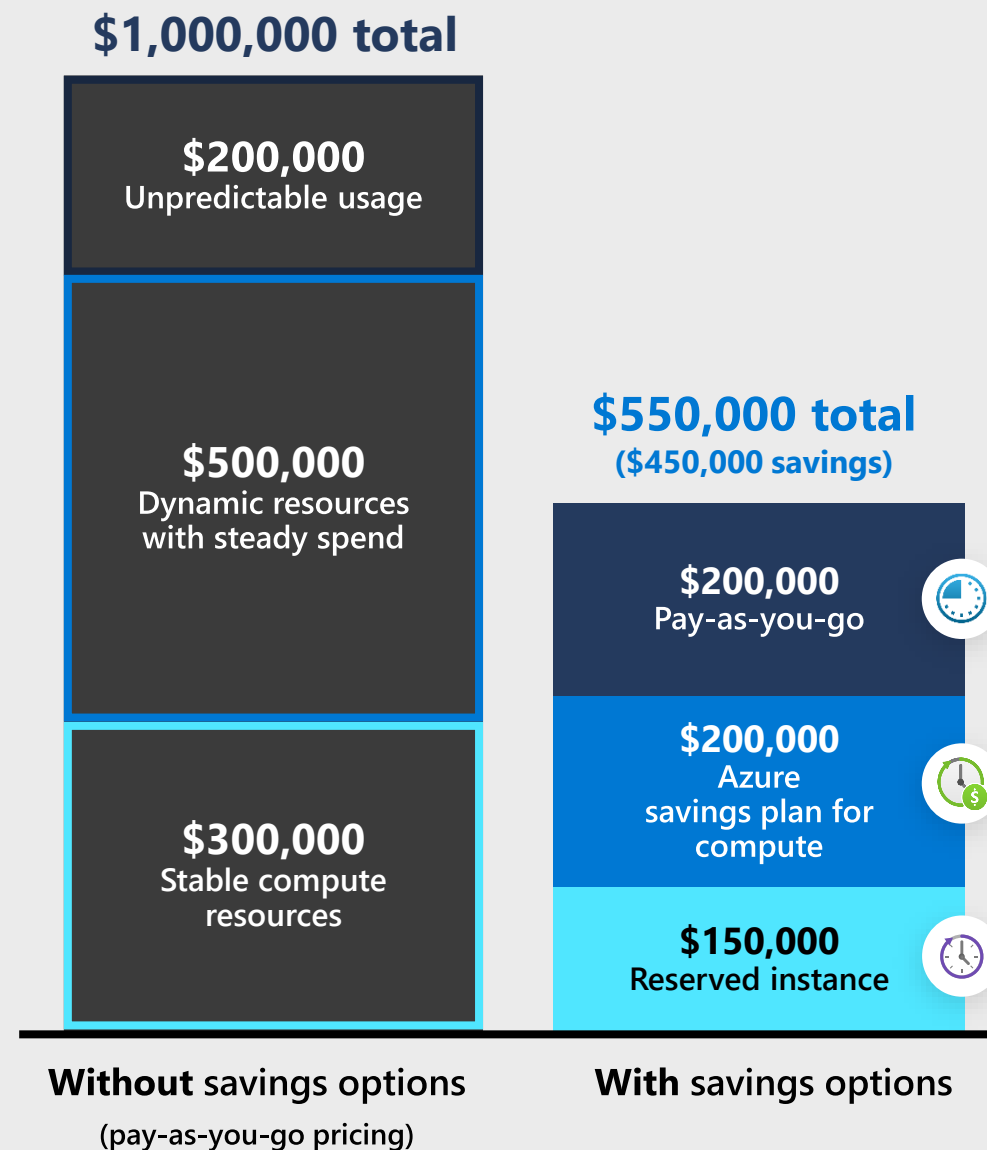 $1,000,000 total
$200,000
Unpredictable usage
$500,000
Dynamic resources
with steady spend
$300,000
Stable compute
resources
Without savings options
(pay-as-you-go pricing)
$550,000 total
($450,000 savings)
$200,000
Pay-as-you-go
$200,000
Azure
savings plan for
compute
$
$150,000
Reserved instance
With savings options